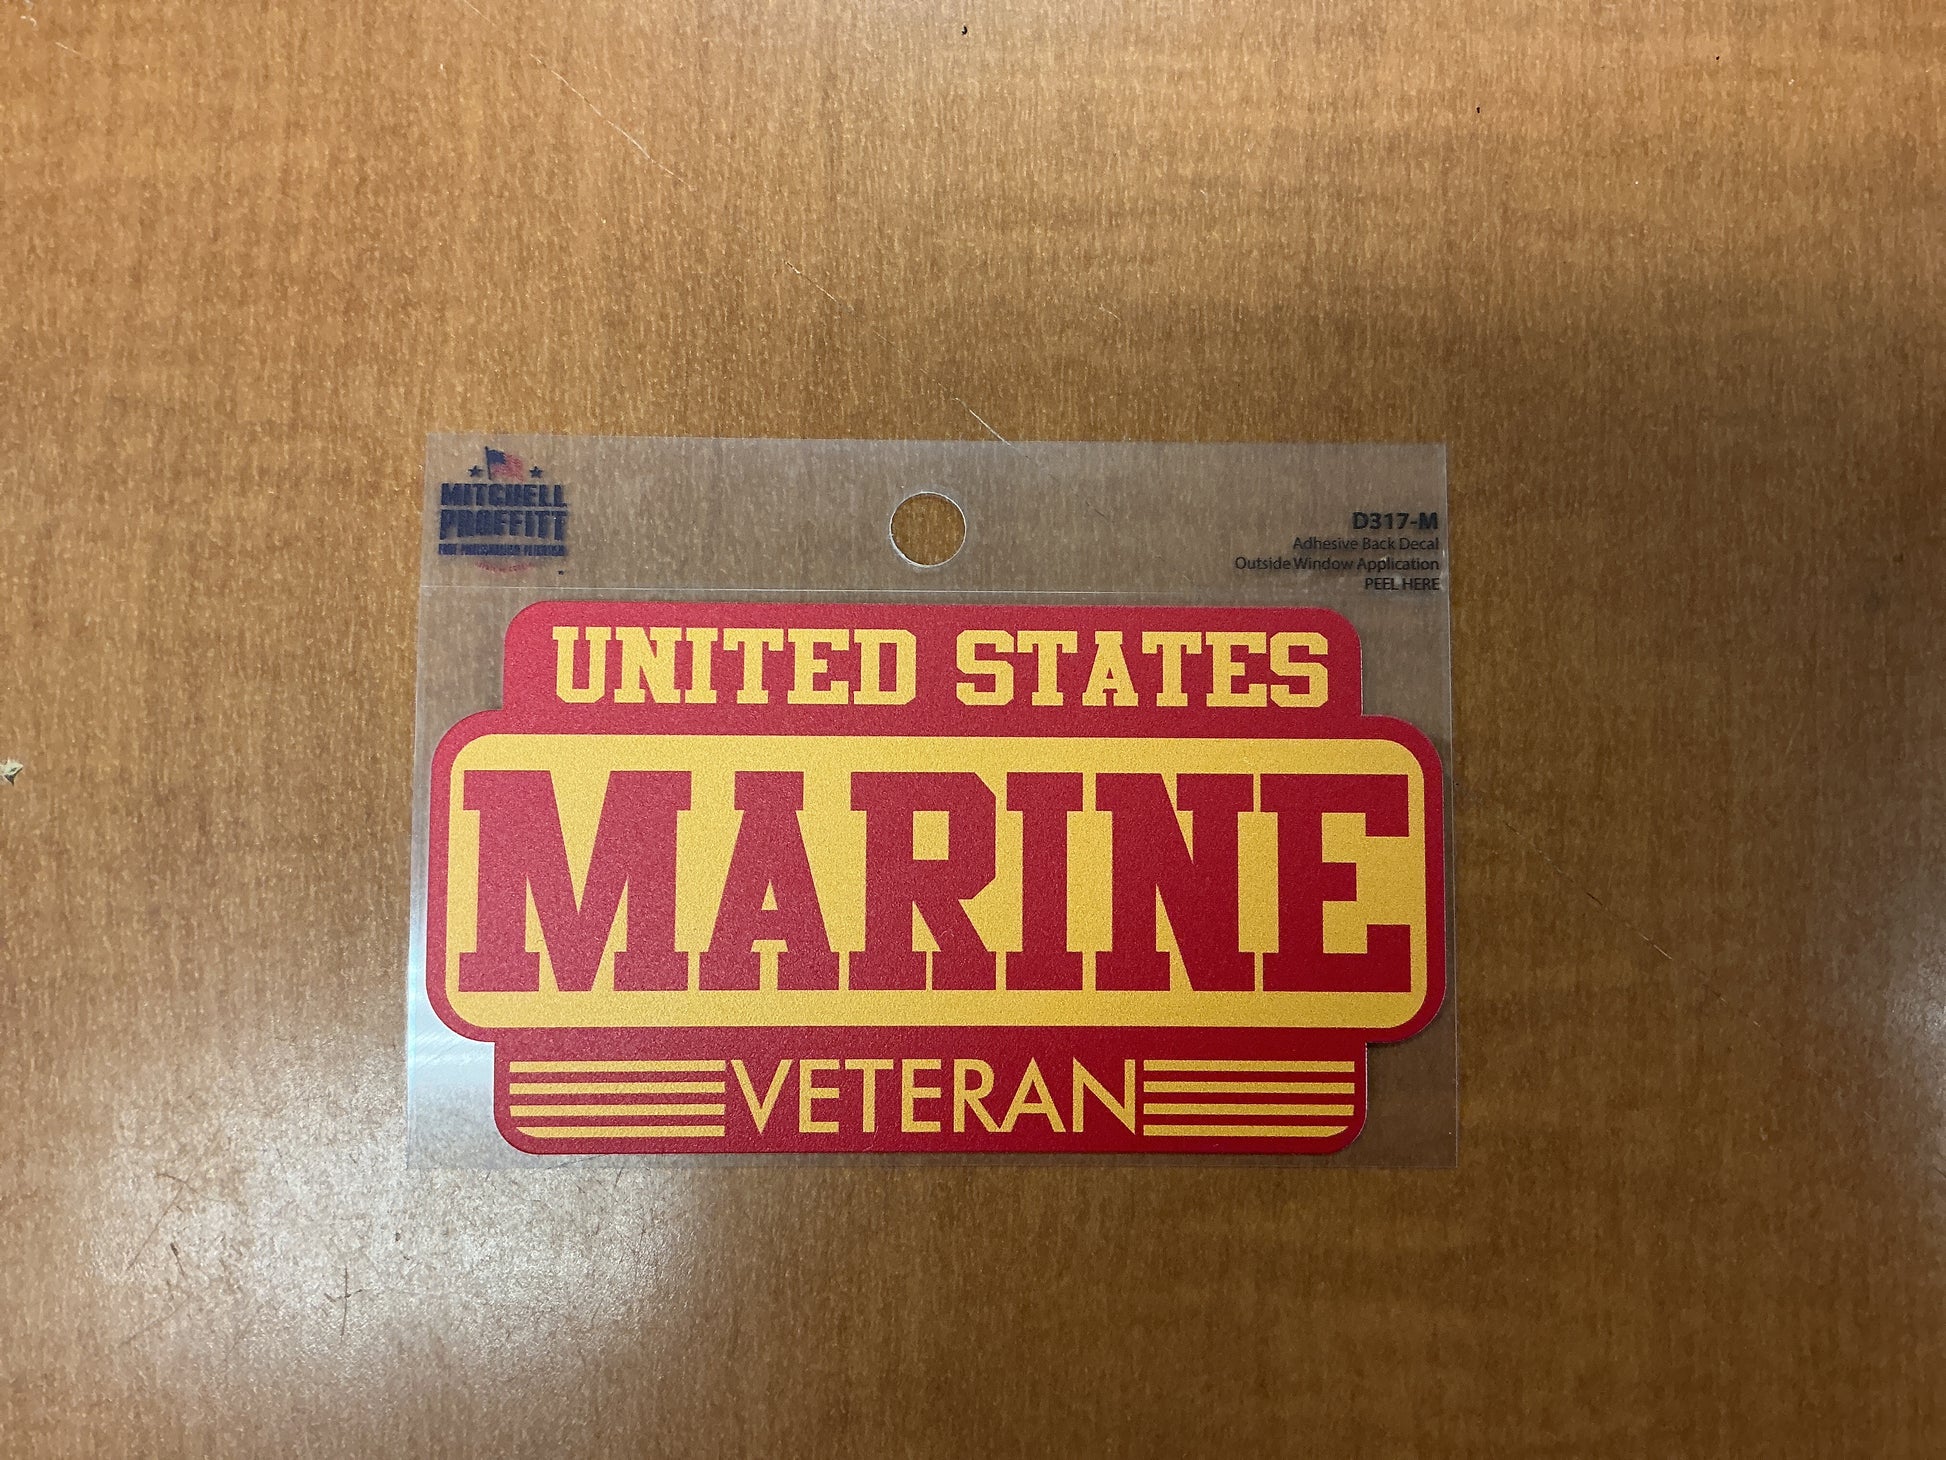 MITCHELL
PROFFITT
D317-M
Adhesive Back Decal
Outside Window Application
PEEL HERE
UNITED STATES
MARINE
VETERAN